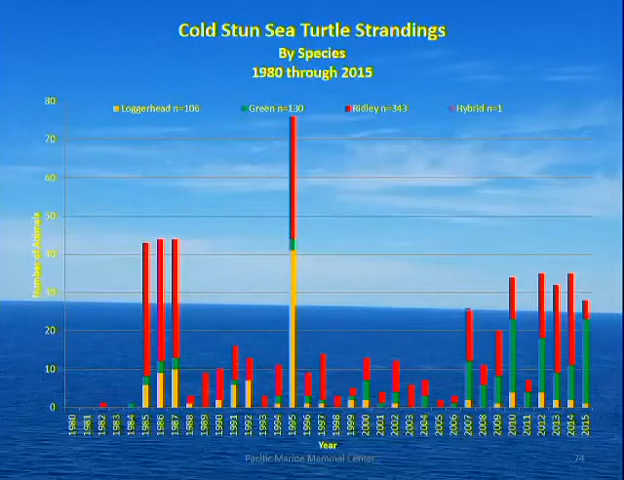 Cold Stun Sea Turtle Strandings
By Species
1980 through 2015
Loggerhead n=106 Green n=130 Ridley n=343 Hybrid n=1
80
70
60
50
40
30
20
10
0
Number of Animals
1980 1981 1982 1983 1984 1985 1986 1987 1988 1989 1990 1991 1992 1993 1994 1995 1996 1997 1998 1999 2000 2001 2002 2003 2004 2005 2006 2007 2008 2009 2010 2011 2012 2013 2014 2015
Year
Pacific Marine Mammal Center 74